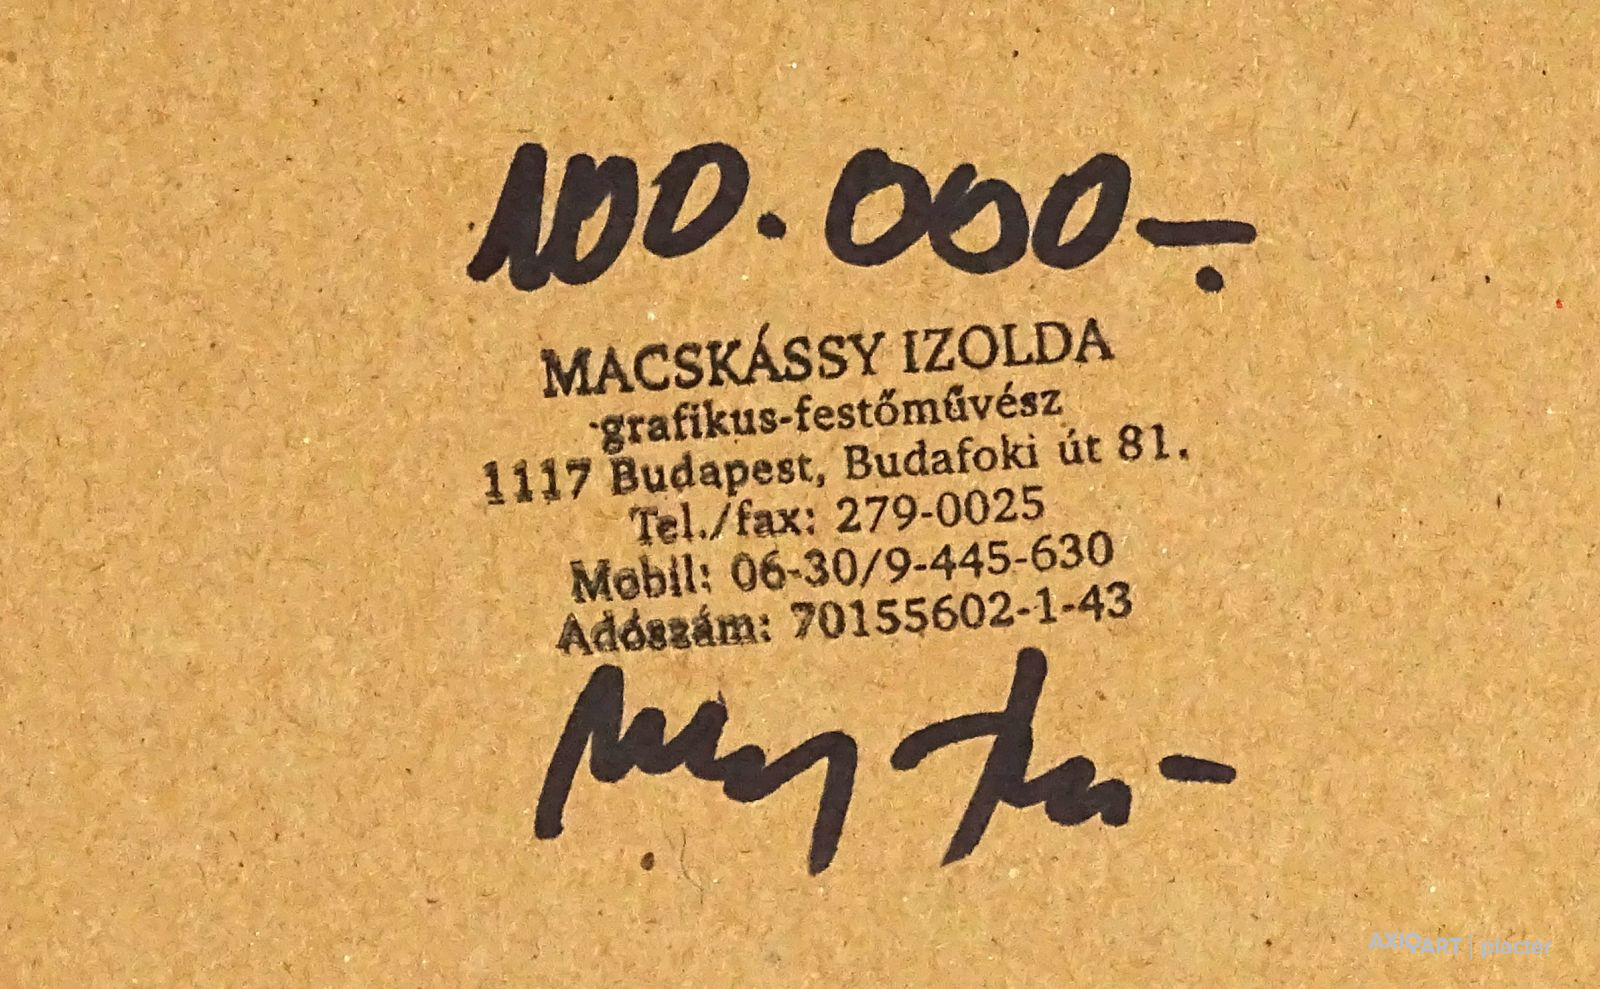 100.000-.
MACSKÁSSY IZOLDA
grafikus-festőművész
1117 Budapest, Budafoki út 81.
Tel./fax: 279-0025
Mobil: 06-30/9-445-630
Adószám: 70155602-1-43
AXIOART | piactér